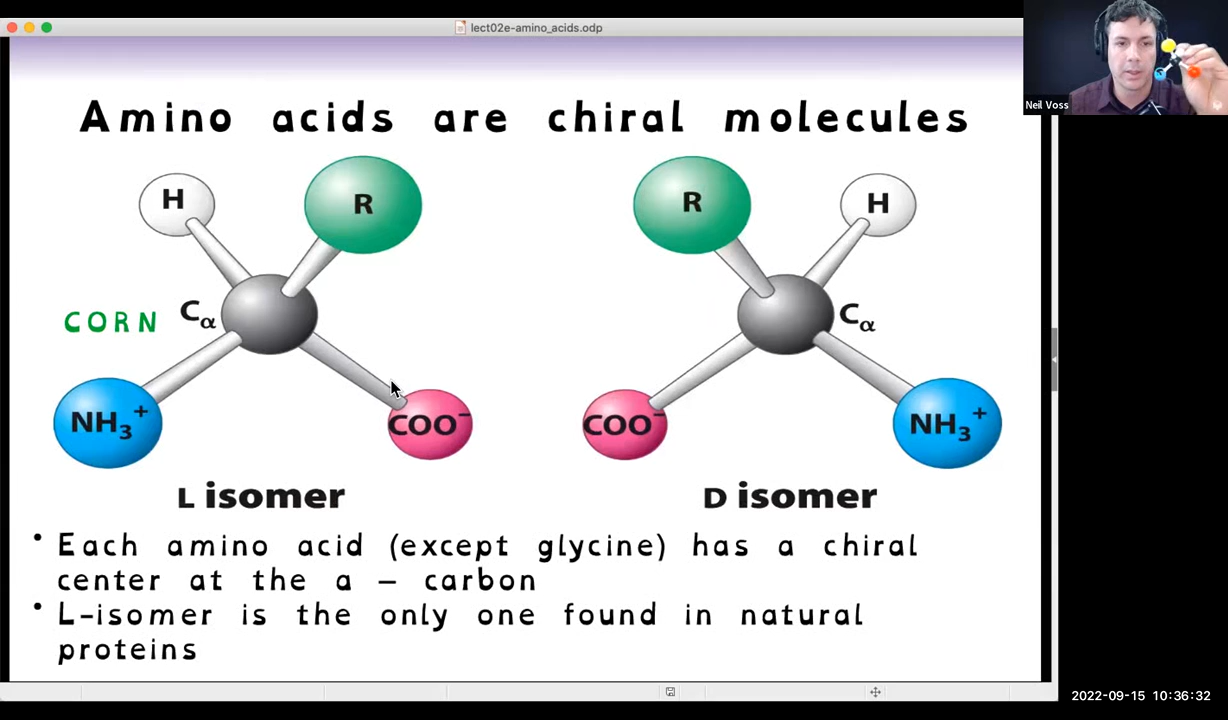 lect02e-amino_acids.odp
Neil Voss
Amino acids are chiral molecules
H R R H
CORN Cα Cα
NH3+ COO− COO− NH3+
L isomer D isomer
• Each amino acid (except glycine) has a chiral
center at the a – carbon
• L-isomer is the only one found in natural
proteins
2022-09-15 10:36:32